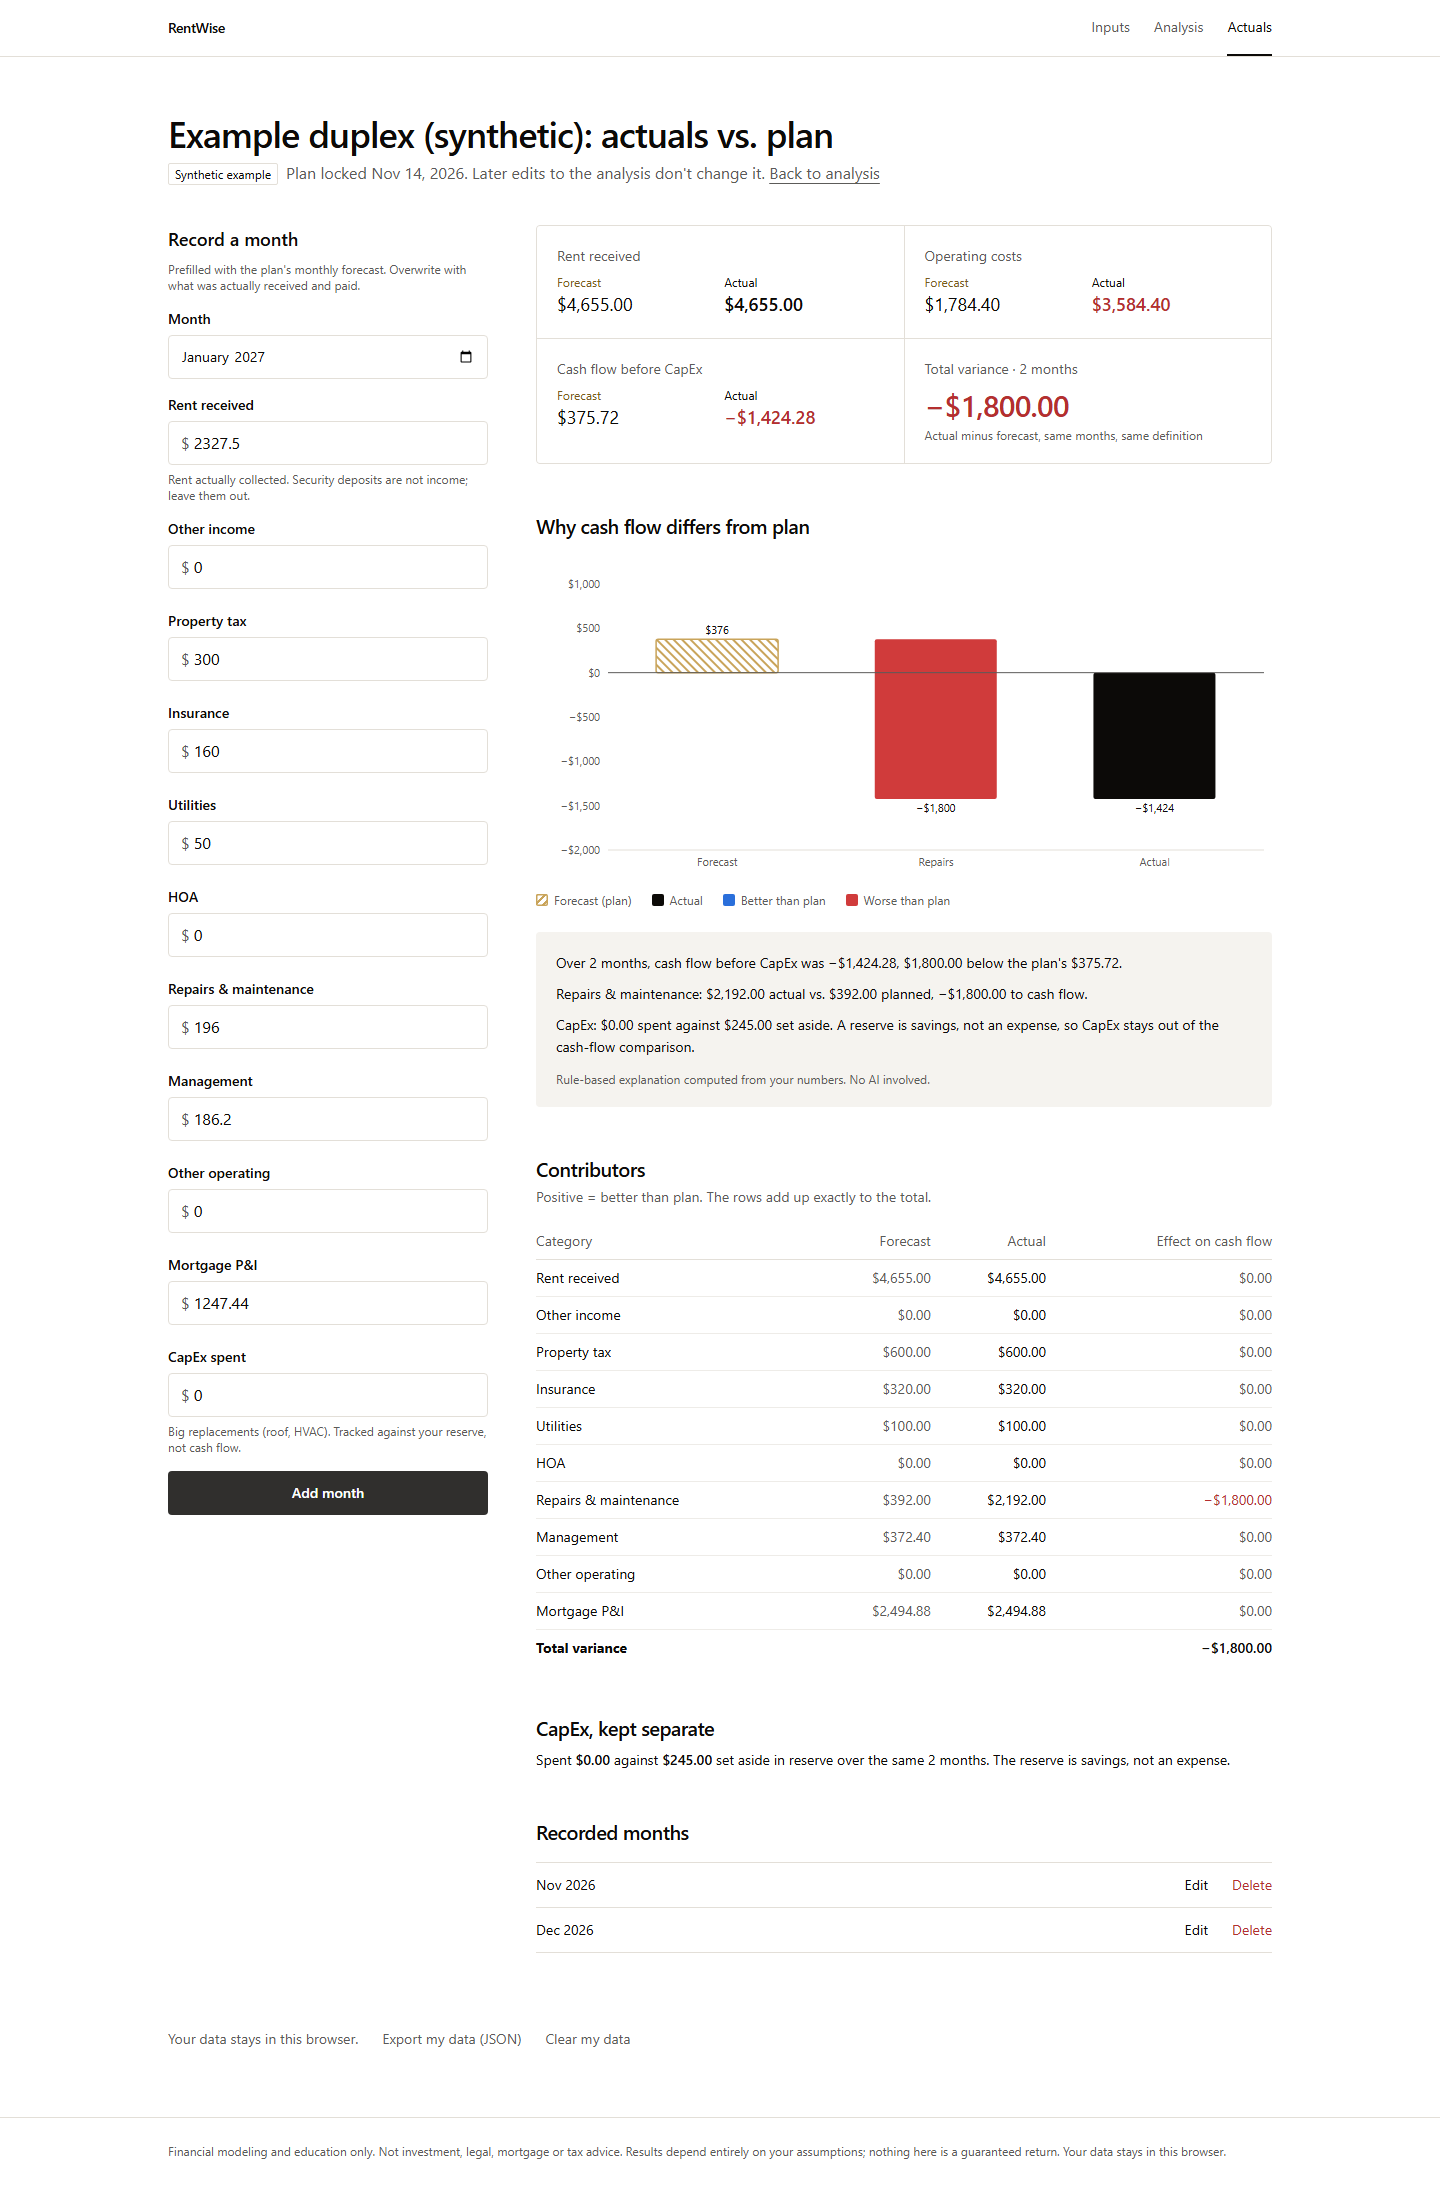 RentWise
Inputs Analysis Actuals
Example duplex (synthetic): actuals vs. plan
Synthetic example Plan locked Nov 14, 2026. Later edits to the analysis don't change it. Back to analysis
Record a month
Prefilled with the plan's monthly forecast. Overwrite with
what was actually received and paid.
Month
January 2027
Rent received
$ 2327.5
Rent actually collected. Security deposits are not income;
leave them out.
Other income
$ 0
Property tax
$ 300
Insurance
$ 160
Utilities
$ 50
HOA
$ 0
Repairs & maintenance
$ 196
Management
$ 186.2
Other operating
$ 0
Mortgage P&I
$ 1247.44
CapEx spent
$ 0
Big replacements (roof, HVAC). Tracked against your reserve,
not cash flow.
Add month
Rent received
Forecast Actual
$4,655.00 $4,655.00
Operating costs
Forecast Actual
$1,784.40 $3,584.40
Cash flow before CapEx
Forecast Actual
$375.72 −$1,424.28
Total variance · 2 months
−$1,800.00
Actual minus forecast, same months, same definition
Why cash flow differs from plan
$1,000
$500
$0
−$500
−$1,000
−$1,500
−$2,000
$376
−$1,800
−$1,424
Forecast Repairs Actual
Forecast (plan) Actual Better than plan Worse than plan
Over 2 months, cash flow before CapEx was −$1,424.28, $1,800.00 below the plan's $375.72.
Repairs & maintenance: $2,192.00 actual vs. $392.00 planned, −$1,800.00 to cash flow.
CapEx: $0.00 spent against $245.00 set aside. A reserve is savings, not an expense, so CapEx stays out of the
cash-flow comparison.
Rule-based explanation computed from your numbers. No AI involved.
Contributors
Positive = better than plan. The rows add up exactly to the total.
Category Forecast Actual Effect on cash flow
Rent received $4,655.00 $4,655.00 $0.00
Other income $0.00 $0.00 $0.00
Property tax $600.00 $600.00 $0.00
Insurance $320.00 $320.00 $0.00
Utilities $100.00 $100.00 $0.00
HOA $0.00 $0.00 $0.00
Repairs & maintenance $392.00 $2,192.00 −$1,800.00
Management $372.40 $372.40 $0.00
Other operating $0.00 $0.00 $0.00
Mortgage P&I $2,494.88 $2,494.88 $0.00
Total variance −$1,800.00
CapEx, kept separate
Spent $0.00 against $245.00 set aside in reserve over the same 2 months. The reserve is savings, not an expense.
Recorded months
Nov 2026 Edit Delete
Dec 2026 Edit Delete
Your data stays in this browser. Export my data (JSON) Clear my data
Financial modeling and education only. Not investment, legal, mortgage or tax advice. Results depend entirely on your assumptions; nothing here is a guaranteed return. Your data stays in this browser.